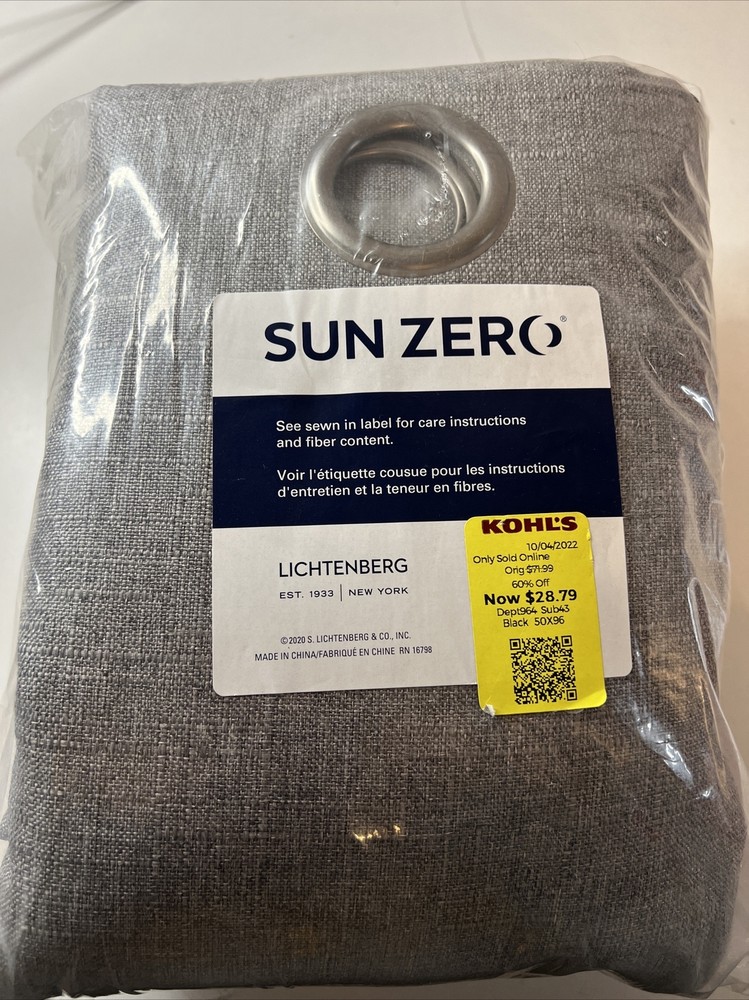 SUN ZERO®
See sewn in label for care instructions
and fiber content.
Voir l'étiquette cousue pour les instructions
d'entretien et la teneur en fibres.
LICHTENBERG
EST. 1933 | NEW YORK
©2020 S. LICHTENBERG & CO., INC.
MADE IN CHINA/FABRIQUÉ EN CHINE RN 16798
KOHL'S
10/04/2022
Only Sold Online
Orig $71.99
60% Off
Now $28.79
Dept964 Sub43
Black 50X96